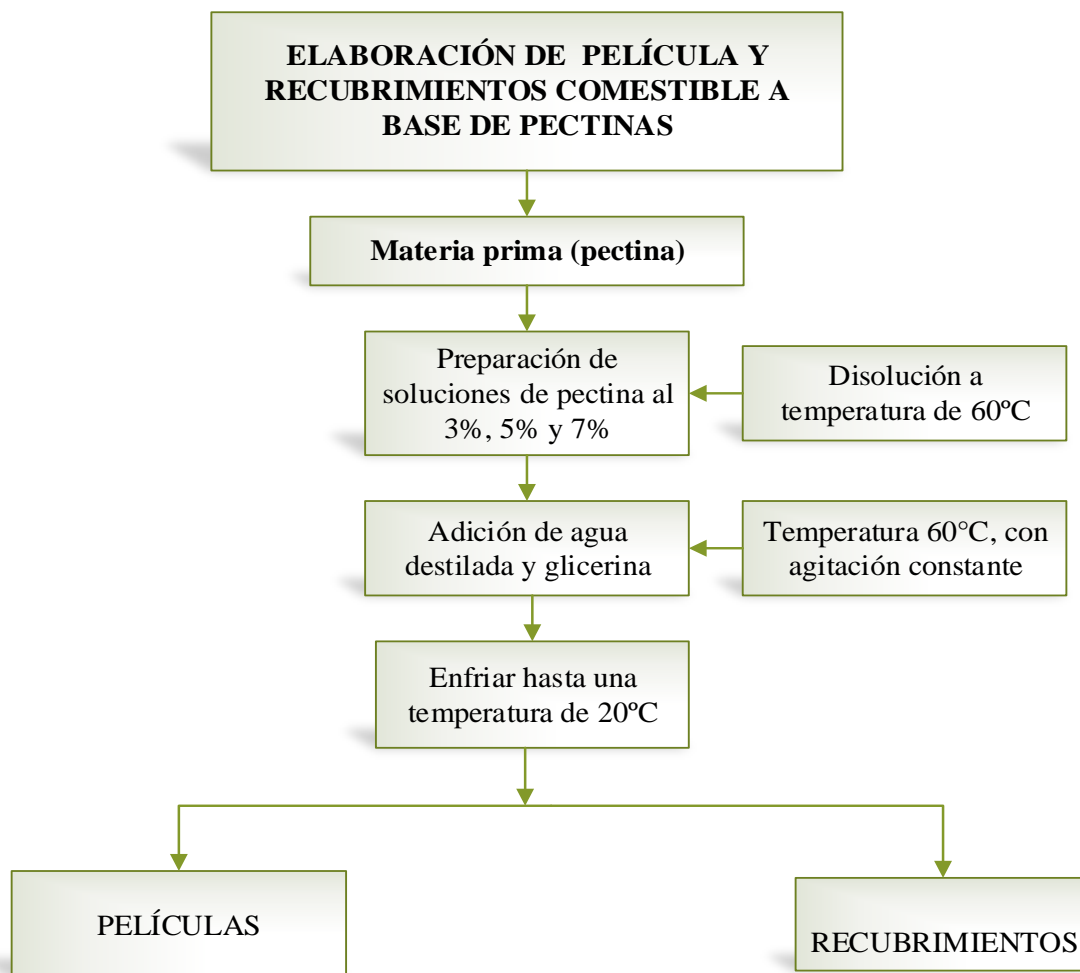 ELABORACIÓN DE PELÍCULA Y
RECUBRIMIENTOS COMESTIBLE A
BASE DE PECTINAS
Materia prima (pectina)
Preparación de
soluciones de pectina al
3%, 5% y 7%
Disolución a
temperatura de 60ºC
Adición de agua
destilada y glicerina
Temperatura 60°C, con
agitación constante
Enfriar hasta una
temperatura de 20ºC
PELÍCULAS
RECUBRIMIENTOS